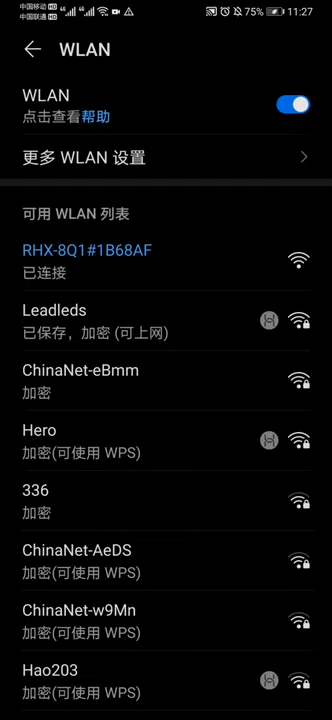 中国移动 HD
中国联通 HD
75% 11:27
WLAN
WLAN
点击查看帮助
更多 WLAN 设置
可用 WLAN 列表
RHX-8Q1#1B68AF
已连接
Leadleds
已保存，加密 (可上网)
ChinaNet-eBmm
加密
Hero
加密(可使用 WPS)
336
加密
ChinaNet-AeDS
加密(可使用 WPS)
ChinaNet-w9Mn
加密(可使用 WPS)
Hao203
加密(可使用 WPS)